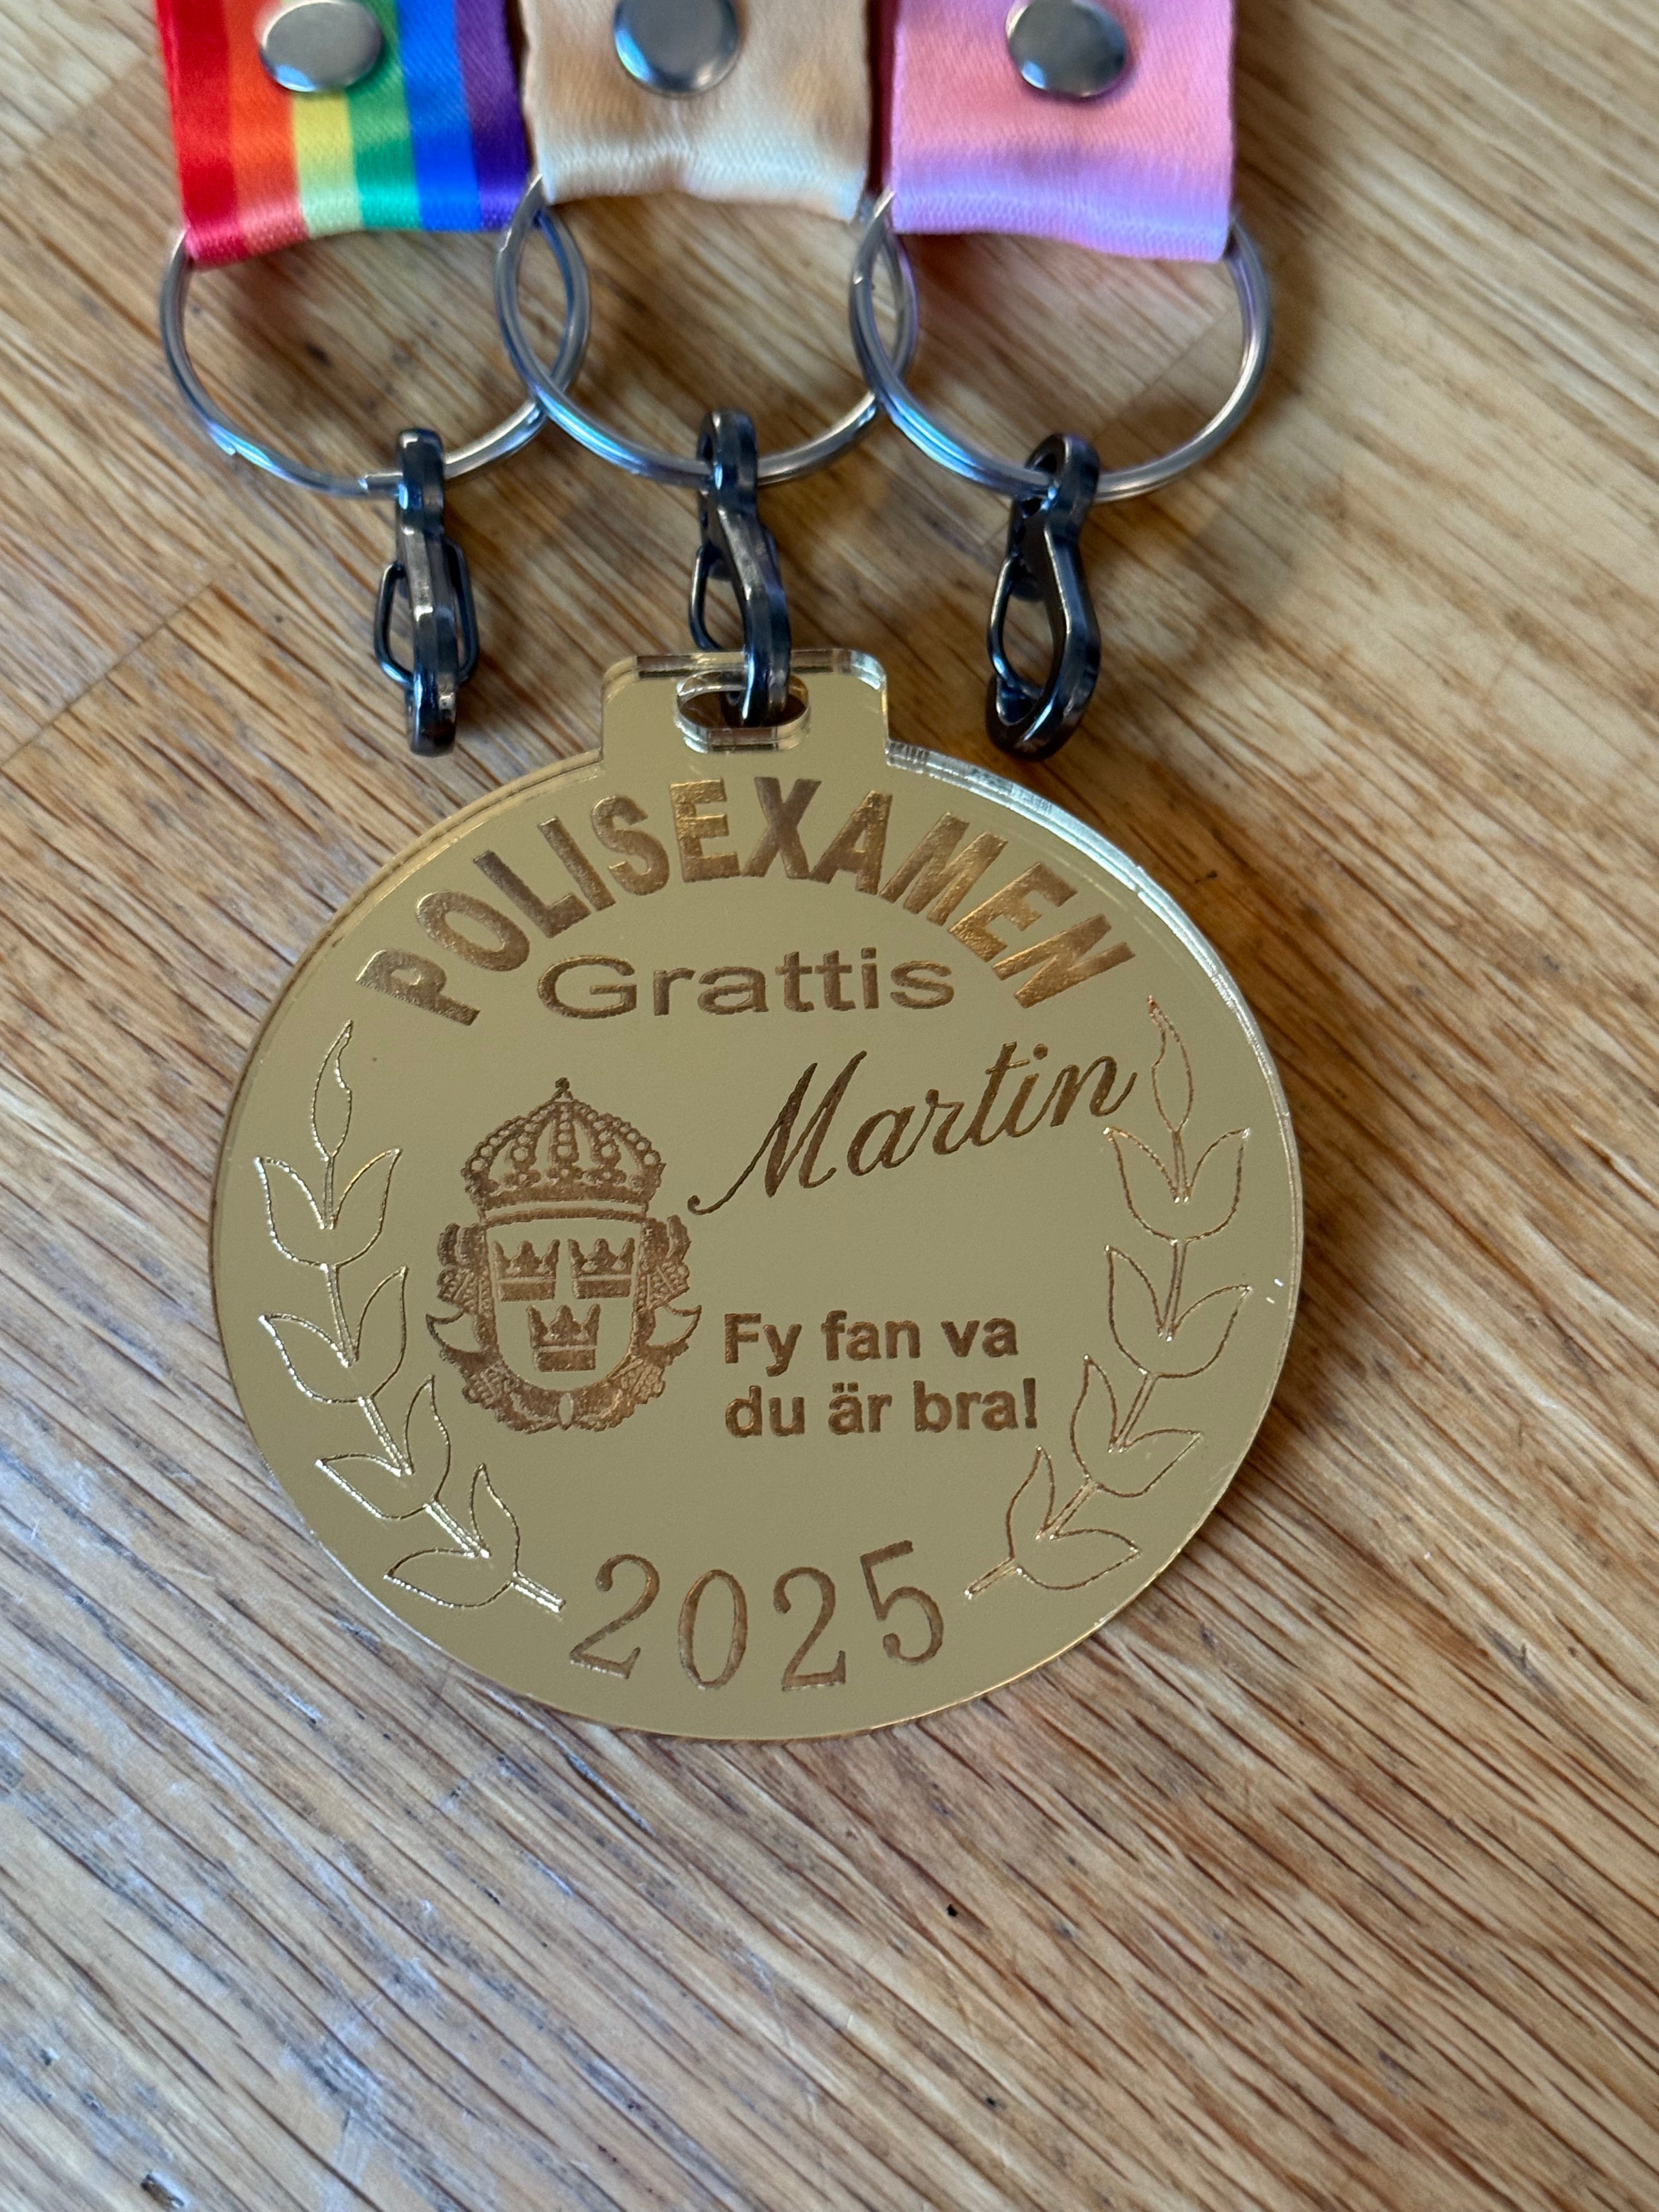 POLISEXAMEN
Grattis
Martin
Fy fan va
du är bra!
2025